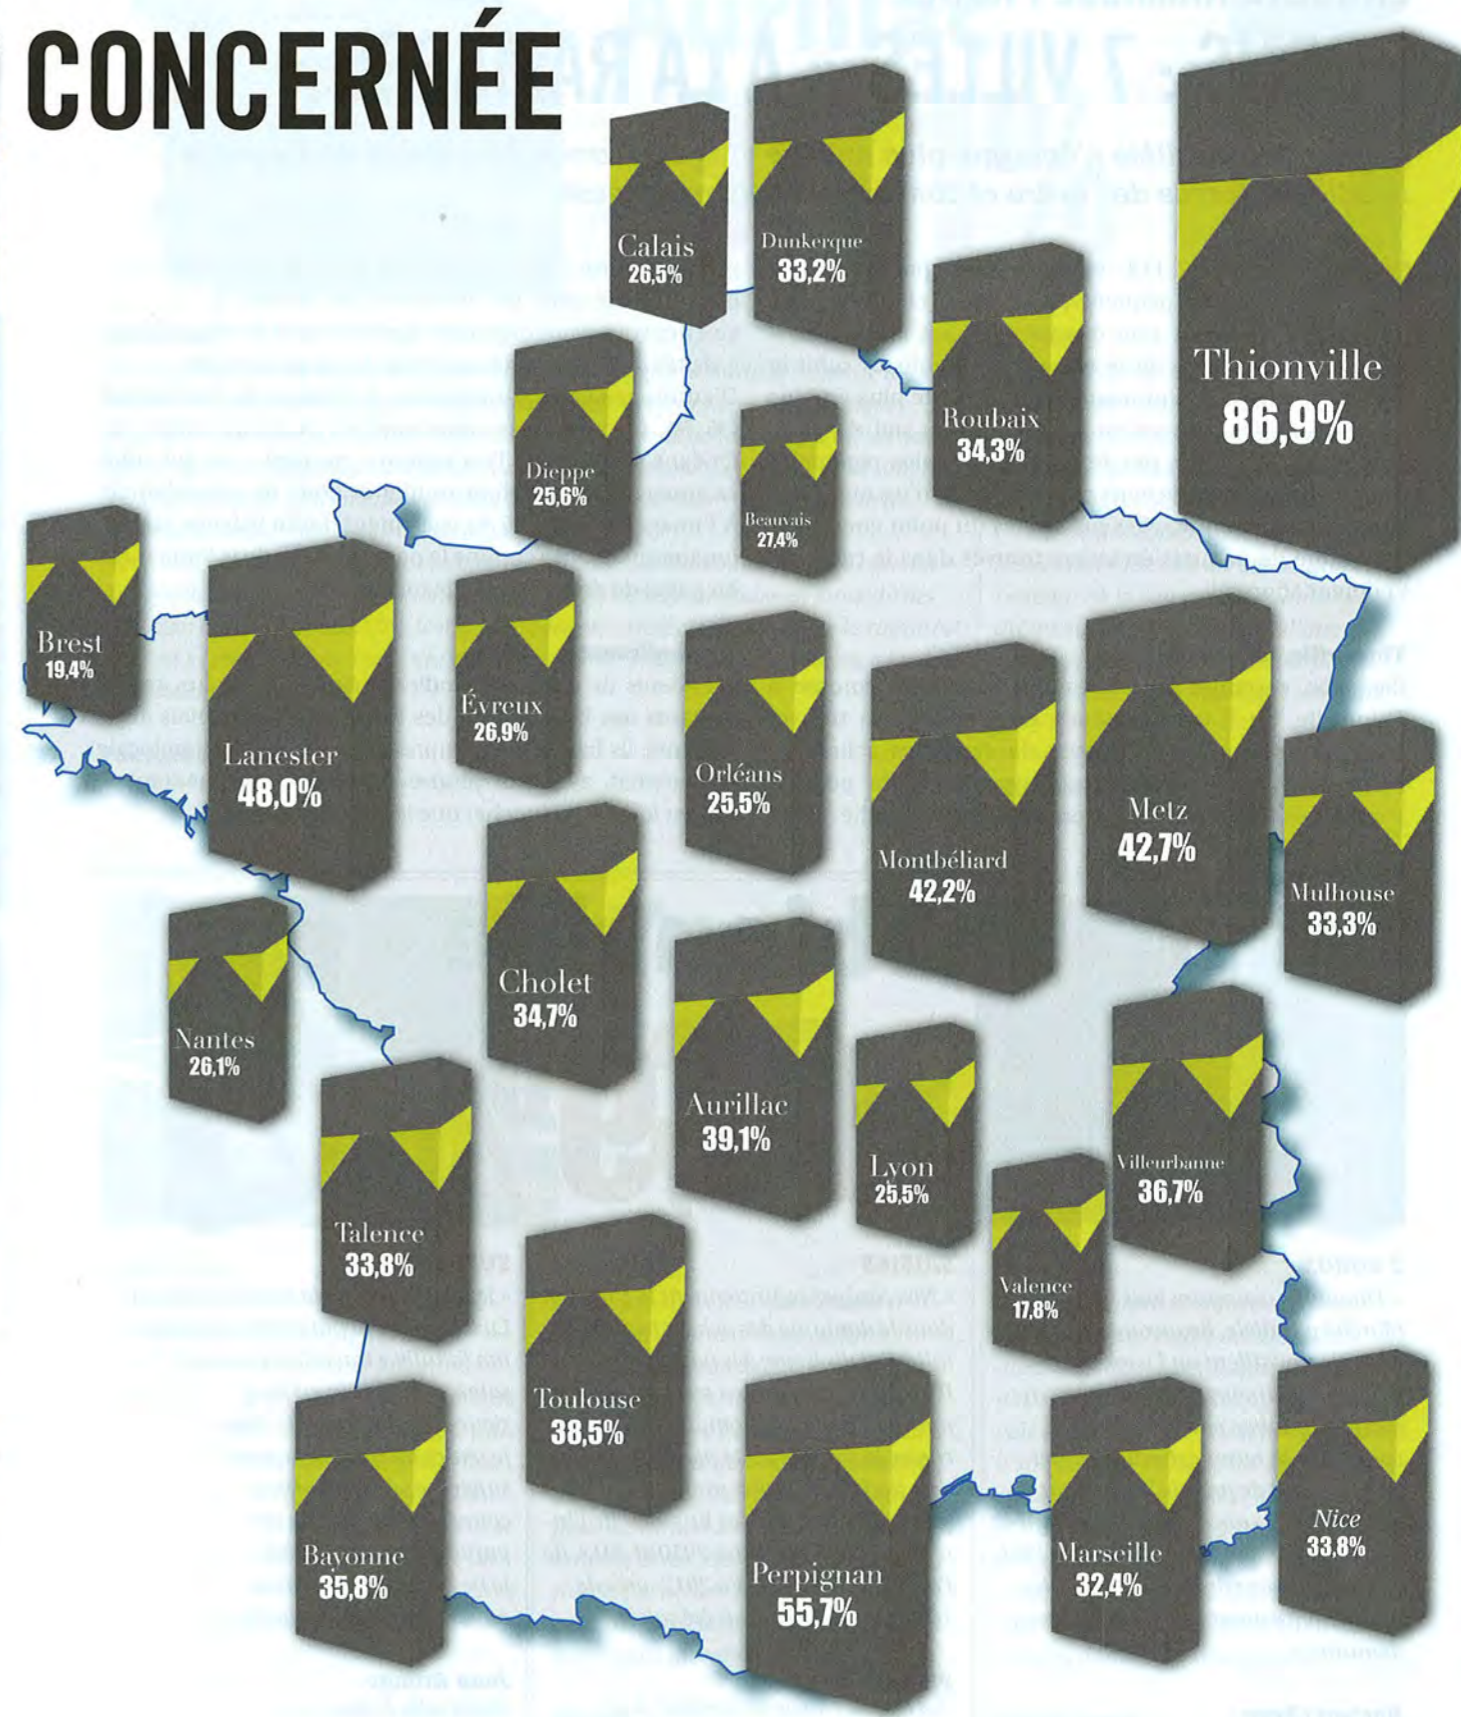 CONCERNÉE
Calais
26,5%
Dunkerque
33,2%
Thionville
86,9%
Roubaix
34,3%
Dieppe
25,6%
Beauvais
27,4%
Brest
19,4%
Lanester
48,0%
Évreux
26,9%
Orléans
25,5%
Montbéliard
42,2%
Metz
42,7%
Mulhouse
33,3%
Nantes
26,1%
Cholet
34,7%
Aurillac
39,1%
Lyon
25,5%
Villeurbanne
36,7%
Talence
33,8%
Valence
17,8%
Toulouse
38,5%
Bayonne
35,8%
Perpignan
55,7%
Marseille
32,4%
Nice
33,8%